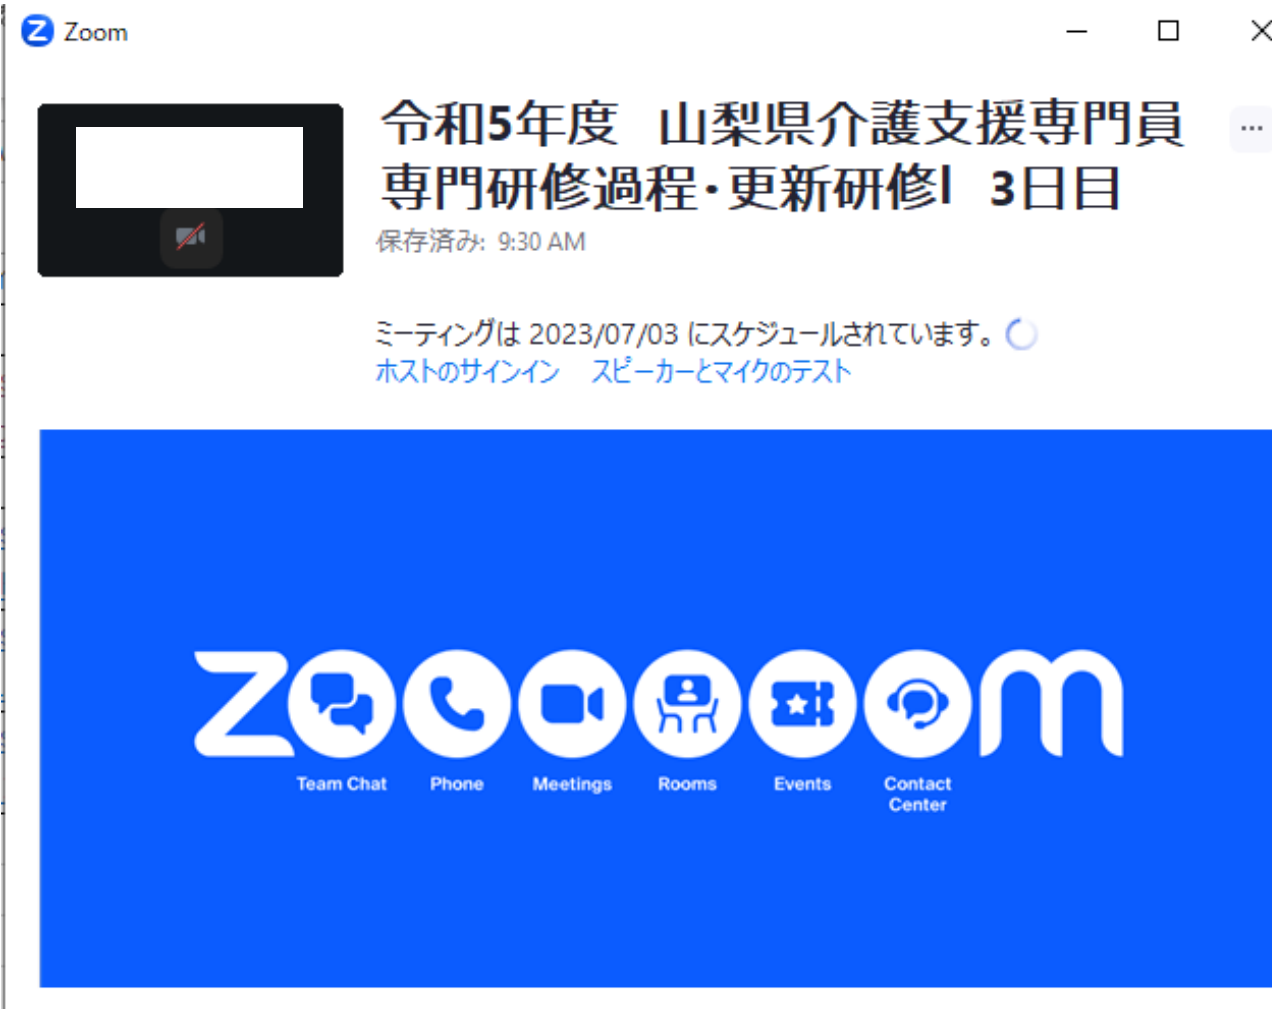 Zoom
令和5年度　山梨県介護支援専門員
専門研修過程・更新研修Ⅰ　3日目
保存済み: 9:30 AM
ミーティングは 2023/07/03 にスケジュールされています。
ホストのサインイン　スピーカーとマイクのテスト
zoooooom
Team Chat Phone Meetings Rooms Events Contact Center